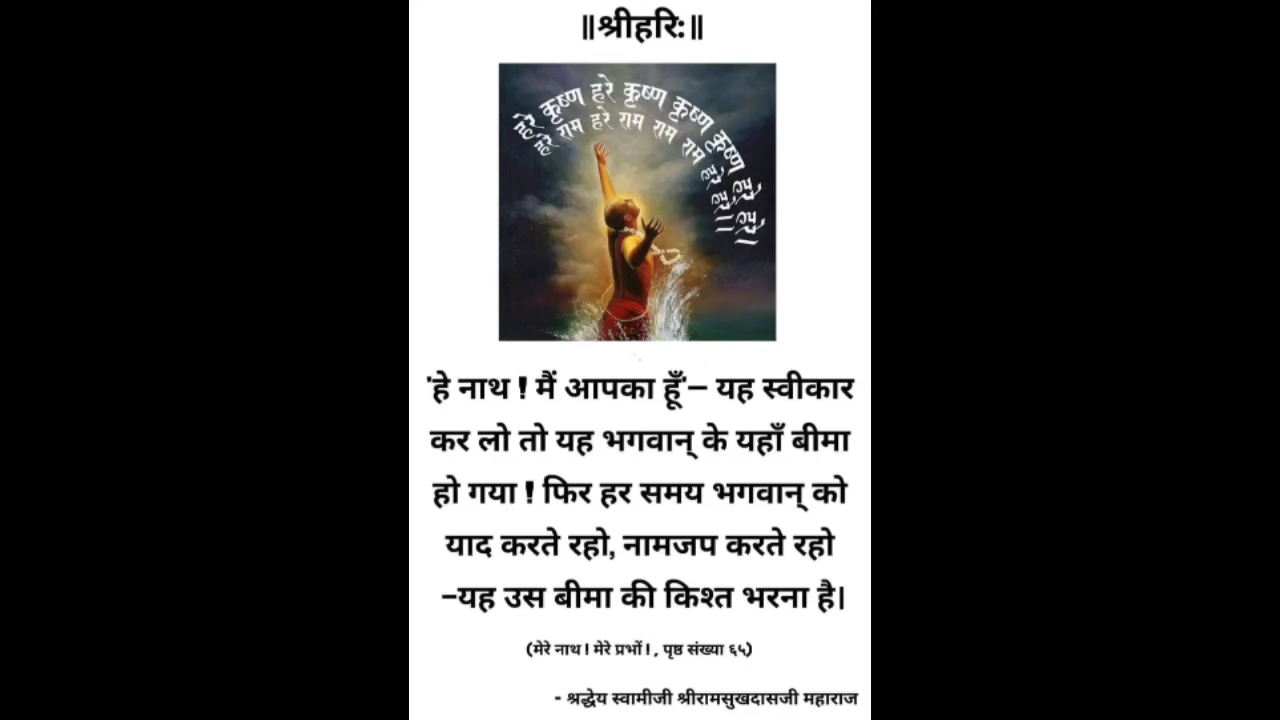 ॥श्रीहरिः॥
हरे कृष्ण हरे कृष्ण कृष्ण कृष्ण हरे हरे।
हरे राम हरे राम राम राम हरे हरे।।
'हे नाथ ! मैं आपका हूँ'– यह स्वीकार
कर लो तो यह भगवान् के यहाँ बीमा
हो गया ! फिर हर समय भगवान् को
याद करते रहो, नामजप करते रहो
–यह उस बीमा की किश्त भरना है।
(मेरे नाथ ! मेरे प्रभों ! , पृष्ठ संख्या ६५)
- श्रद्धेय स्वामीजी श्रीरामसुखदासजी महाराज